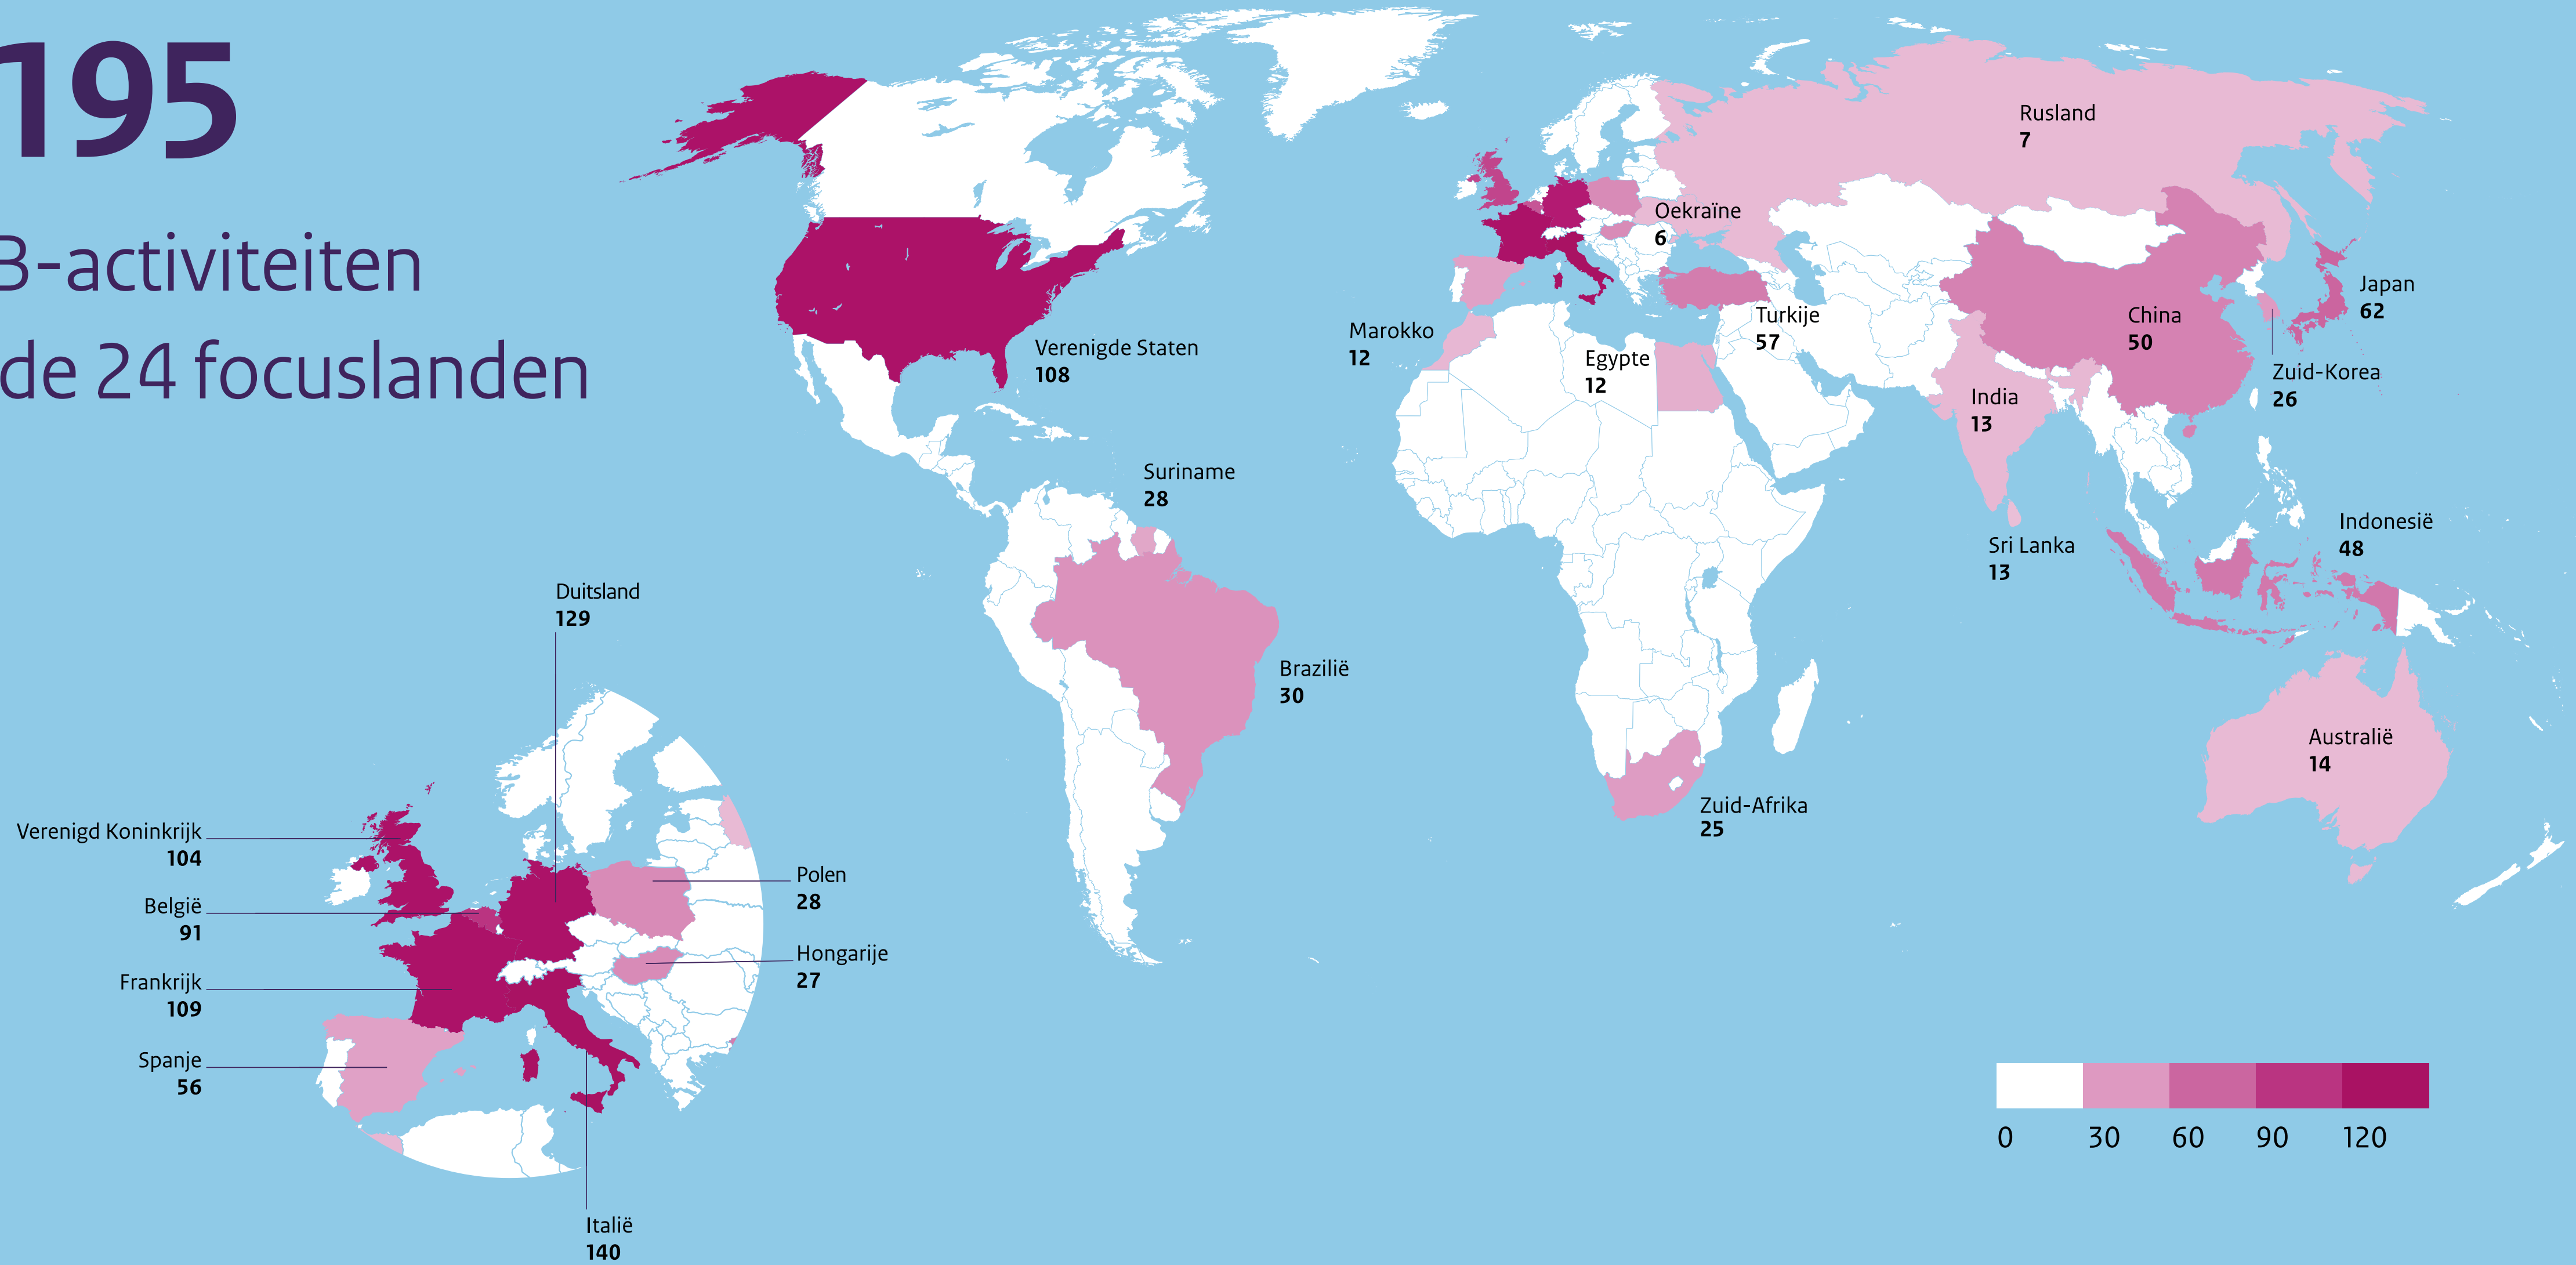 195
B-activiteiten
de 24 focuslanden
Rusland
7
Oekraïne
6
Japan
62
Marokko
12
Turkije
57
China
50
Verenigde Staten
108
Egypte
12
Zuid-Korea
26
India
13
Suriname
28
Indonesië
48
Sri Lanka
13
Duitsland
129
Brazilië
30
Australië
14
Zuid-Afrika
25
Verenigd Koninkrijk
104
Polen
28
België
91
Hongarije
27
Frankrijk
109
Spanje
56
0 30 60 90 120
Italië
140